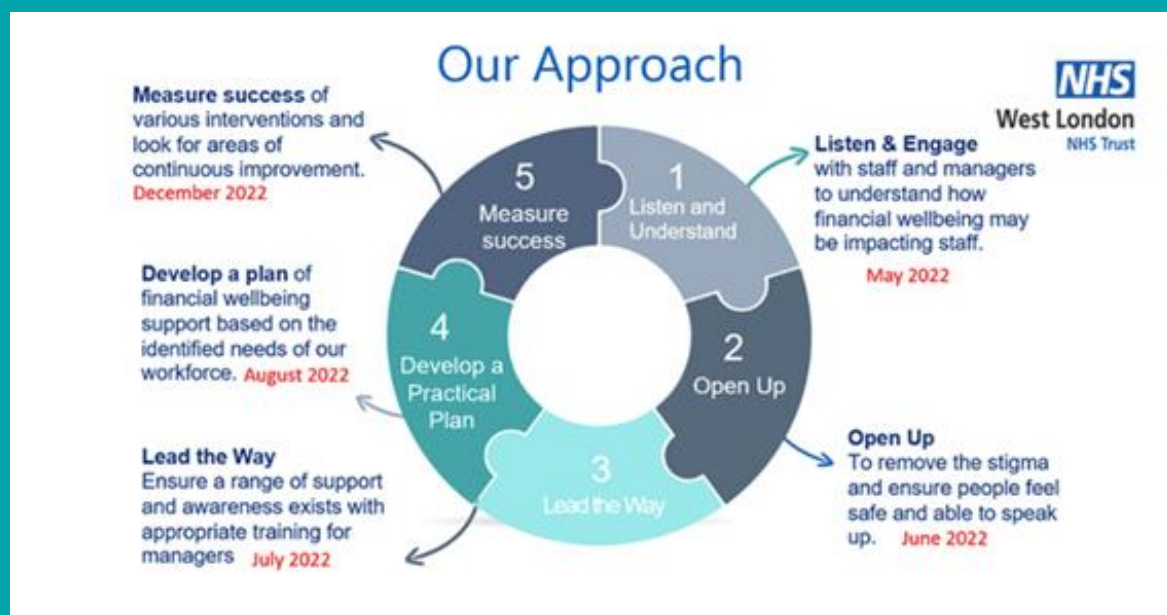 Our Approach
NHS
West London
NHS Trust
Measure success of
various interventions and
look for areas of
continuous improvement.
December 2022
5
Measure
success
1
Listen and
Understand
Listen & Engage
with staff and managers
to understand how
financial wellbeing may
be impacting staff.
May 2022
Develop a plan of
financial wellbeing
support based on the
identified needs of our
workforce. August 2022
4
Develop a
Practical
Plan
2
Open Up
Open Up
To remove the stigma
and ensure people feel
safe and able to speak
up. June 2022
3
Lead the Way
Lead the Way
Ensure a range of support
and awareness exists with
appropriate training for
managers July 2022